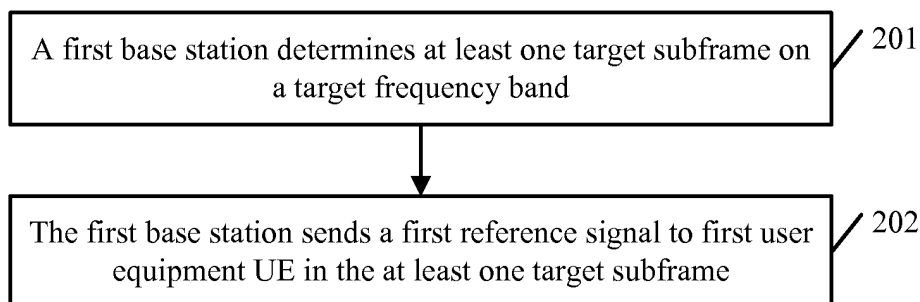 A first base station determines at least one target subframe on
a target frequency band
201
The first base station sends a first reference signal to first user
equipment UE in the at least one target subframe
202